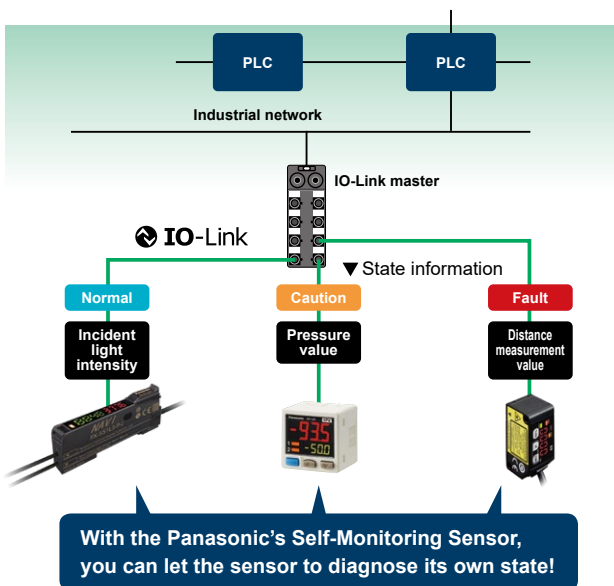 PLC
PLC
Industrial network
IO-Link master
IO-Link
▼ State information
Normal
Caution
Fault
Incident
light
intensity
Pressure
value
Distance
measurement
value
-93.5
-50.0
With the Panasonic's Self-Monitoring Sensor,
you can let the sensor to diagnose its own state!